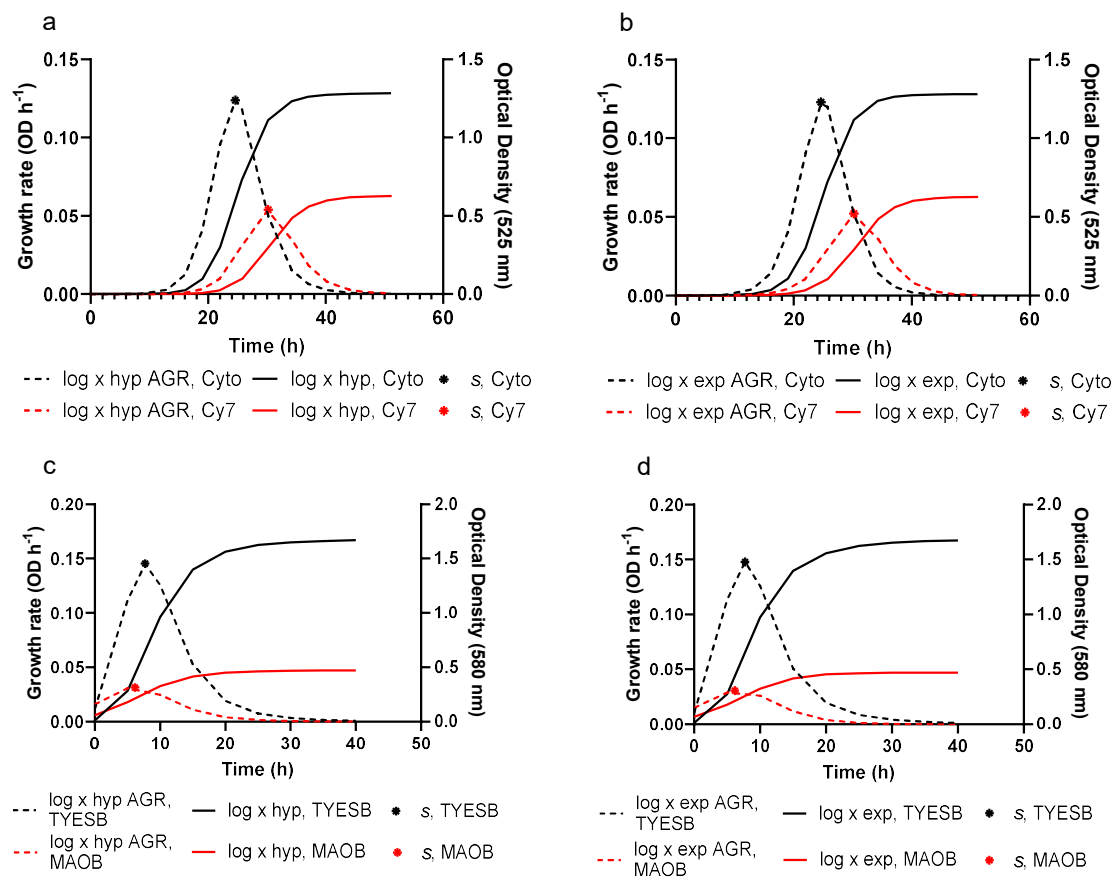 a
Growth rate (OD h-1)
0.15
0.10
0.05
0.00
1.5
1.0
0.5
0.0
Optical Density (525 nm)
0 20 40 60
Time (h)
log x hyp AGR, Cyto log x hyp, Cyto s, Cyto
log x hyp AGR, Cy7 log x hyp, Cy7 s, Cy7
b
Growth rate (OD h-1)
0.15
0.10
0.05
0.00
1.5
1.0
0.5
0.0
Optical Density (525 nm)
0 20 40 60
Time (h)
log x exp AGR, Cyto log x exp, Cyto s, Cyto
log x exp AGR, Cy7 log x exp, Cy7 s, Cy7
c
Growth rate (OD h-1)
0.20
0.15
0.10
0.05
0.00
2.0
1.5
1.0
0.5
0.0
Optical Density (580 nm)
0 10 20 30 40 50
Time (h)
log x hyp AGR,
TYESB
log x hyp, TYESB s, TYESB
log x hyp AGR,
MAOB
log x hyp, MAOB s, MAOB
d
Growth rate (OD h-1)
0.20
0.15
0.10
0.05
0.00
2.0
1.5
1.0
0.5
0.0
Optical Density (580 nm)
0 10 20 30 40 50
Time (h)
log x exp AGR,
TYESB
log x exp, TYESB s, TYESB
log x exp AGR,
MAOB
log x exp, MAOB s, MAOB